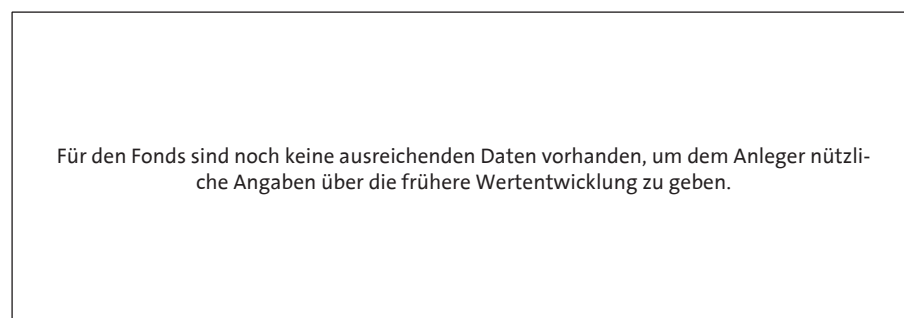 Für den Fonds sind noch keine ausreichenden Daten vorhanden, um dem Anleger nützli-
che Angaben über die frühere Wertentwicklung zu geben.